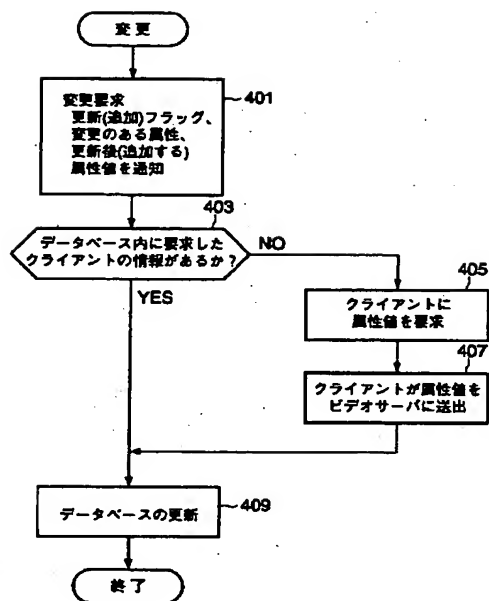 変更
変更要求
更新(追加)フラッグ、
変更のある属性、
更新後(追加する)
属性値を通知
401
403
データベース内に要求した
クライアントの情報があるか?
NO
YES
405
クライアントに
属性値を要求
407
クライアントが属性値を
ビデオサーバに送出
データベースの更新
409
終了